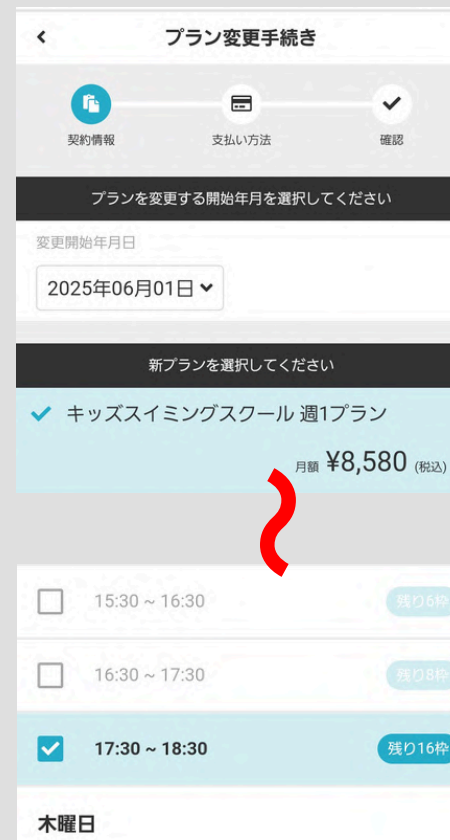 プラン変更手続き
契約情報 支払い方法 確認
プランを変更する開始年月を選択してください
変更開始年月日
2025年06月01日
新プランを選択してください
キッズスイミングスクール 週1プラン
月額 ¥8,580 (税込)
15:30 ~ 16:30 残り6枠
16:30 ~ 17:30 残り8枠
17:30 ~ 18:30 残り16枠
木曜日